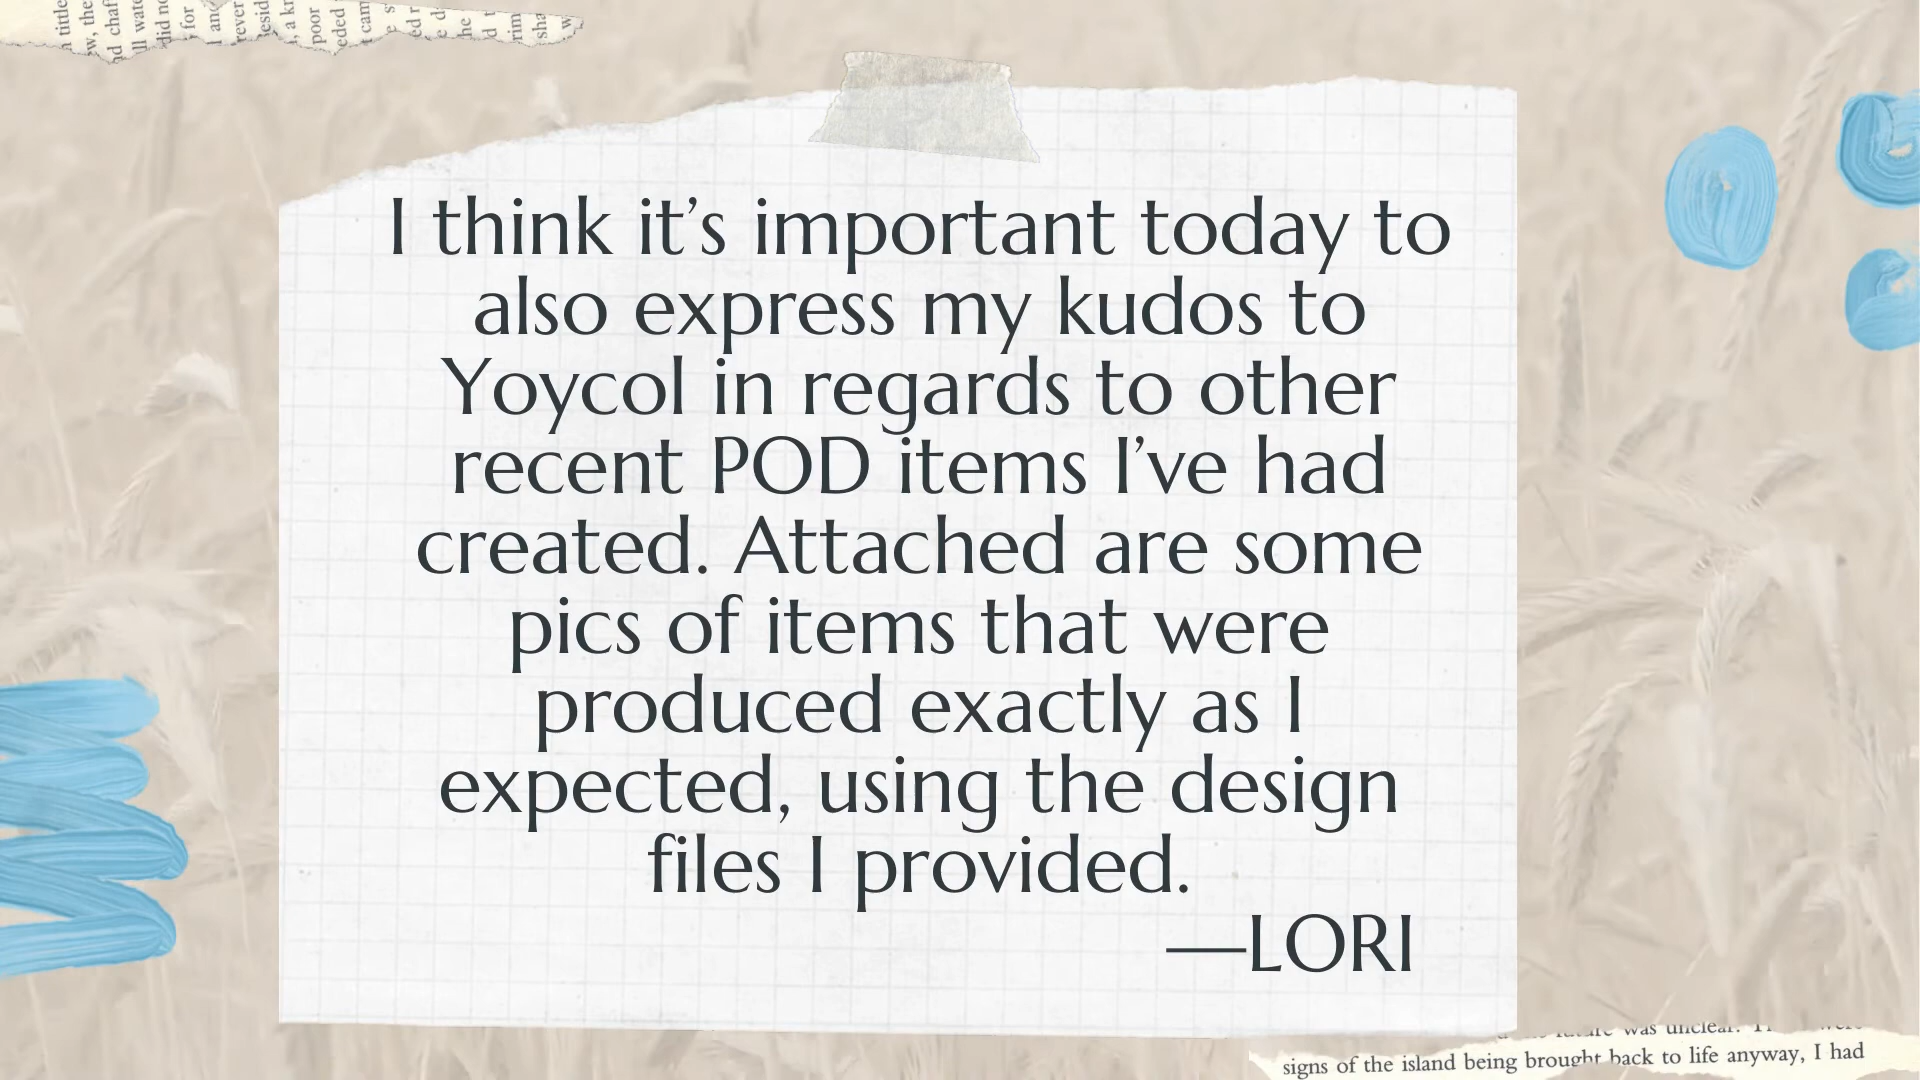 I think it’s important today to
also express my kudos to
Yoycol in regards to other
recent POD items I’ve had
created. Attached are some
pics of items that were
produced exactly as I
expected, using the design
files I provided.
—LORI
was unclear.
signs of the island being brought back to life anyway, I had